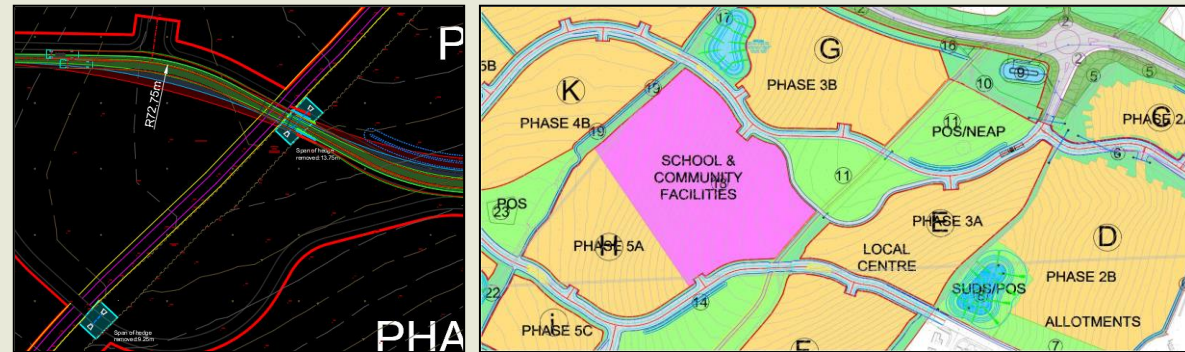 P
R72.75m
Span of hedge
removed:13.75m
Span of hedge
removed:9.25m
PHA
17
G
PHASE 3B
16
2
2
2
5B
K
PHASE 4B
19
19
10
9
5
5
11
POS/NEAP
PHASE 2A
G
6
SCHOOL &
COMMUNITY
FACILITIES
18
11
POS
23
PHASE 5A
H
E
PHASE 3A
D
LOCAL
CENTRE
PHASE 2B
SUDS/POS
8
22
14
i
PHASE 5C
ALLOTMENTS
7